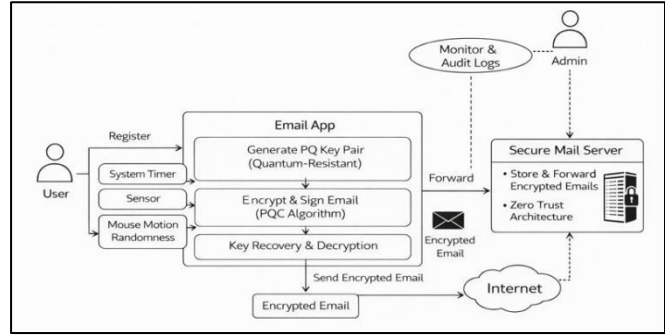 Monitor &
Audit Logs
Admin
Email App
Register
Generate PQ Key Pair
(Quantum-Resistant)
System Timer
User
Sensor
Encrypt & Sign Email
(PQC Algorithm)
Mouse Motion
Randomness
Key Recovery & Decryption
Forward
Encrypted
Email
Secure Mail Server
• Store & Forward
Encrypted Emails
• Zero Trust
Architecture
Send Encrypted Email
Encrypted Email
Internet